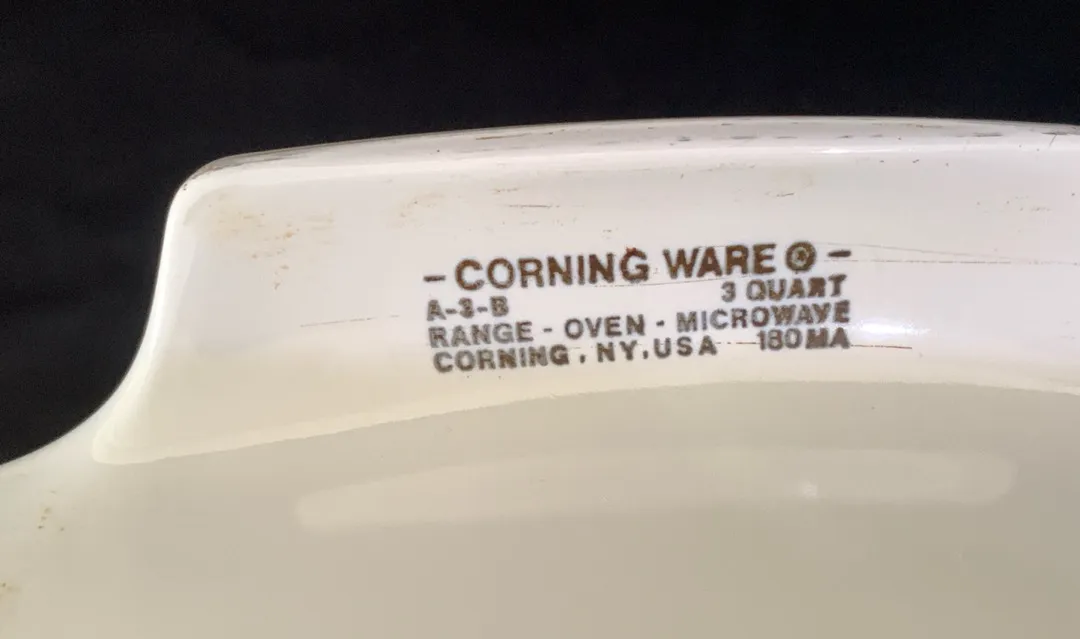 - CORNING WARE ® -
A-3-B 3 QUART
RANGE - OVEN - MICROWAVE
CORNING, NY, USA 180MA